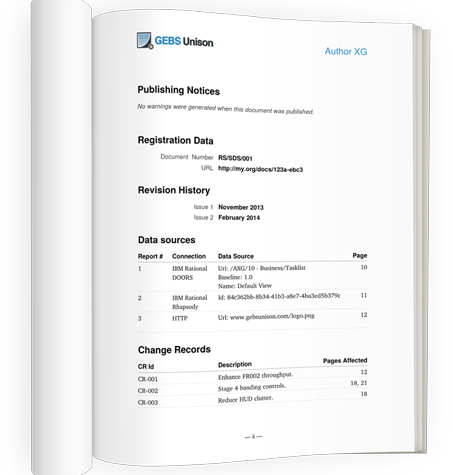 GEBS Unison
Author XG
Publishing Notices
No warnings were generated when this document was published.
Registration Data
Document Number RS/SDS/001
URL http://my.org/docs/123a-ebc3
Revision History
Issue 1 November 2013
Issue 2 February 2014
Data sources
Report # Connection Data Source Page
1 IBM Rational Uri: /AXG/10 - Business/Tasklist 10
DOORS Baseline: 1.0
Name: Default View
2 IBM Rational Id: 84c362bb-8b34-41b3-a8e7-4ba3ed5b379c 11
Rhapsody
3 HTTP Url: www.gebsunison.com/logo.png 12
Change Records
CR Id Description Pages Affected
CR-001 Enhance FR002 throughput. 12
CR-002 Stage 4 banding controls. 18, 21
CR-003 Reduce HUD clutter. 18
— ii —